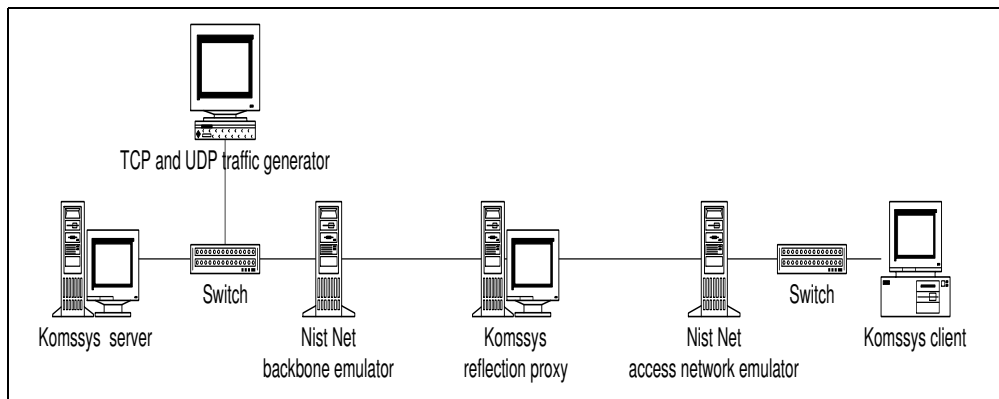 TCP and UDP traffic generator
Switch
Switch
Komssys server
Nist Net
backbone emulator
Komssys
reflection proxy
Nist Net
access network emulator
Komssys client